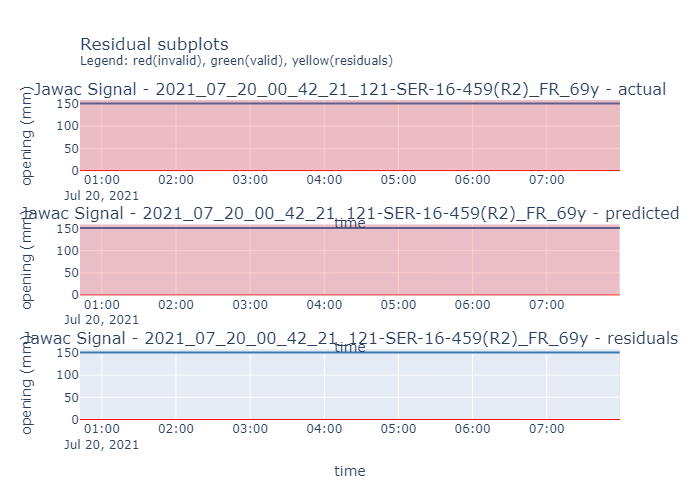 Residual subplots
Legend: red(invalid), green(valid), yellow(residuals)
Jawac Signal - 2021_07_20_00_42_21_121-SER-16-459(R2)_FR_69y - actual
opening (mm)
150
100
50
0
01:00 02:00 03:00 04:00 05:00 06:00 07:00
Jul 20, 2021
time
Jawac Signal - 2021_07_20_00_42_21_121-SER-16-459(R2)_FR_69y - predicted
opening (mm)
150
100
50
0
01:00 02:00 03:00 04:00 05:00 06:00 07:00
Jul 20, 2021
time
Jawac Signal - 2021_07_20_00_42_21_121-SER-16-459(R2)_FR_69y - residuals
opening (mm)
150
100
50
0
01:00 02:00 03:00 04:00 05:00 06:00 07:00
Jul 20, 2021
time